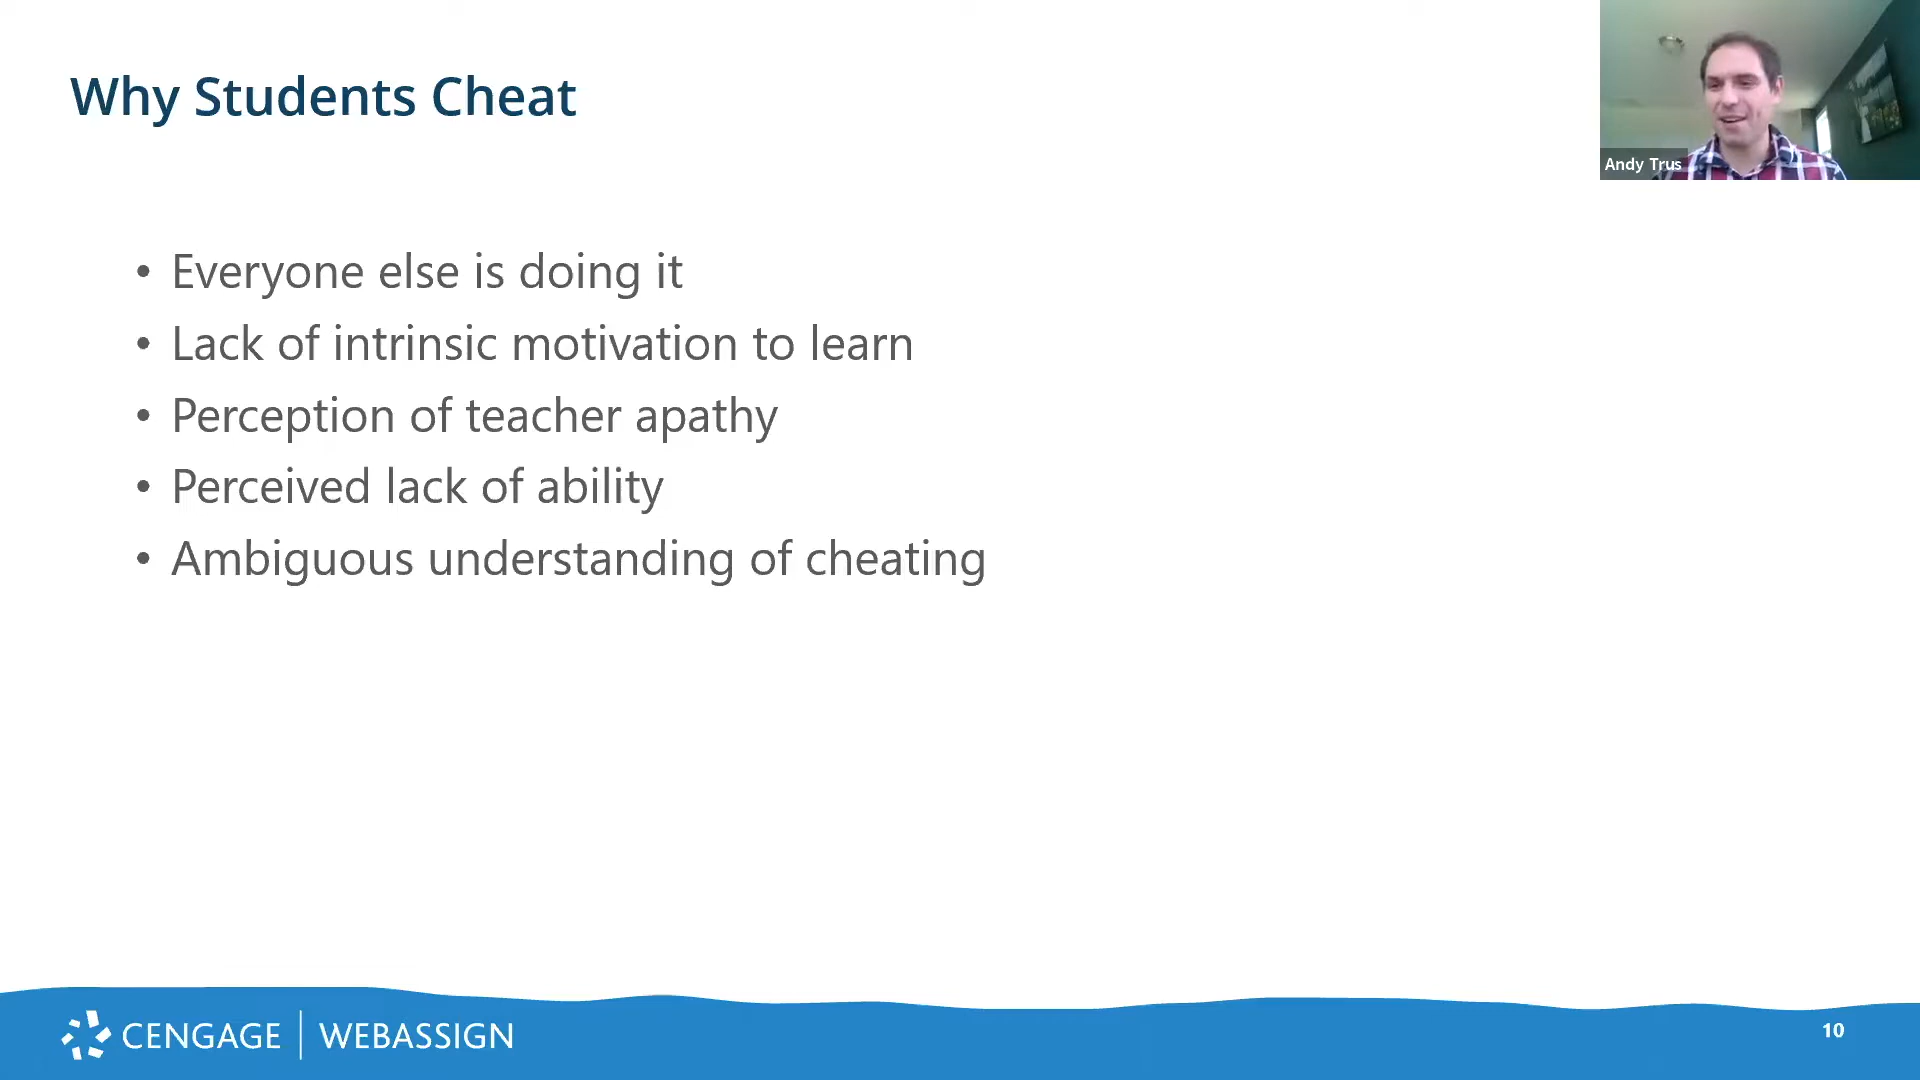 Why Students Cheat
Andy Trus
• Everyone else is doing it
• Lack of intrinsic motivation to learn
• Perception of teacher apathy
• Perceived lack of ability
• Ambiguous understanding of cheating
CENGAGE | WEBASSIGN
10